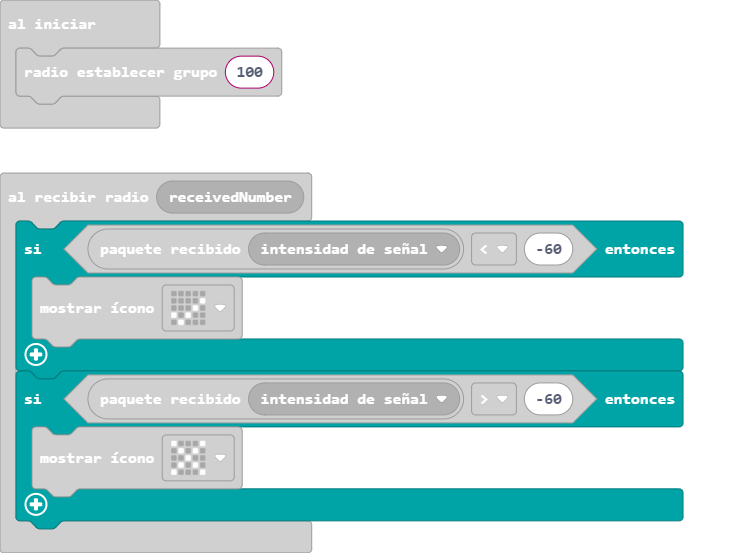 al iniciar
radio establecer grupo 100
al recibir radio receivedNumber
si paquete recibido intensidad de señal < -60 entonces
mostrar ícono
si paquete recibido intensidad de señal > -60 entonces
mostrar ícono